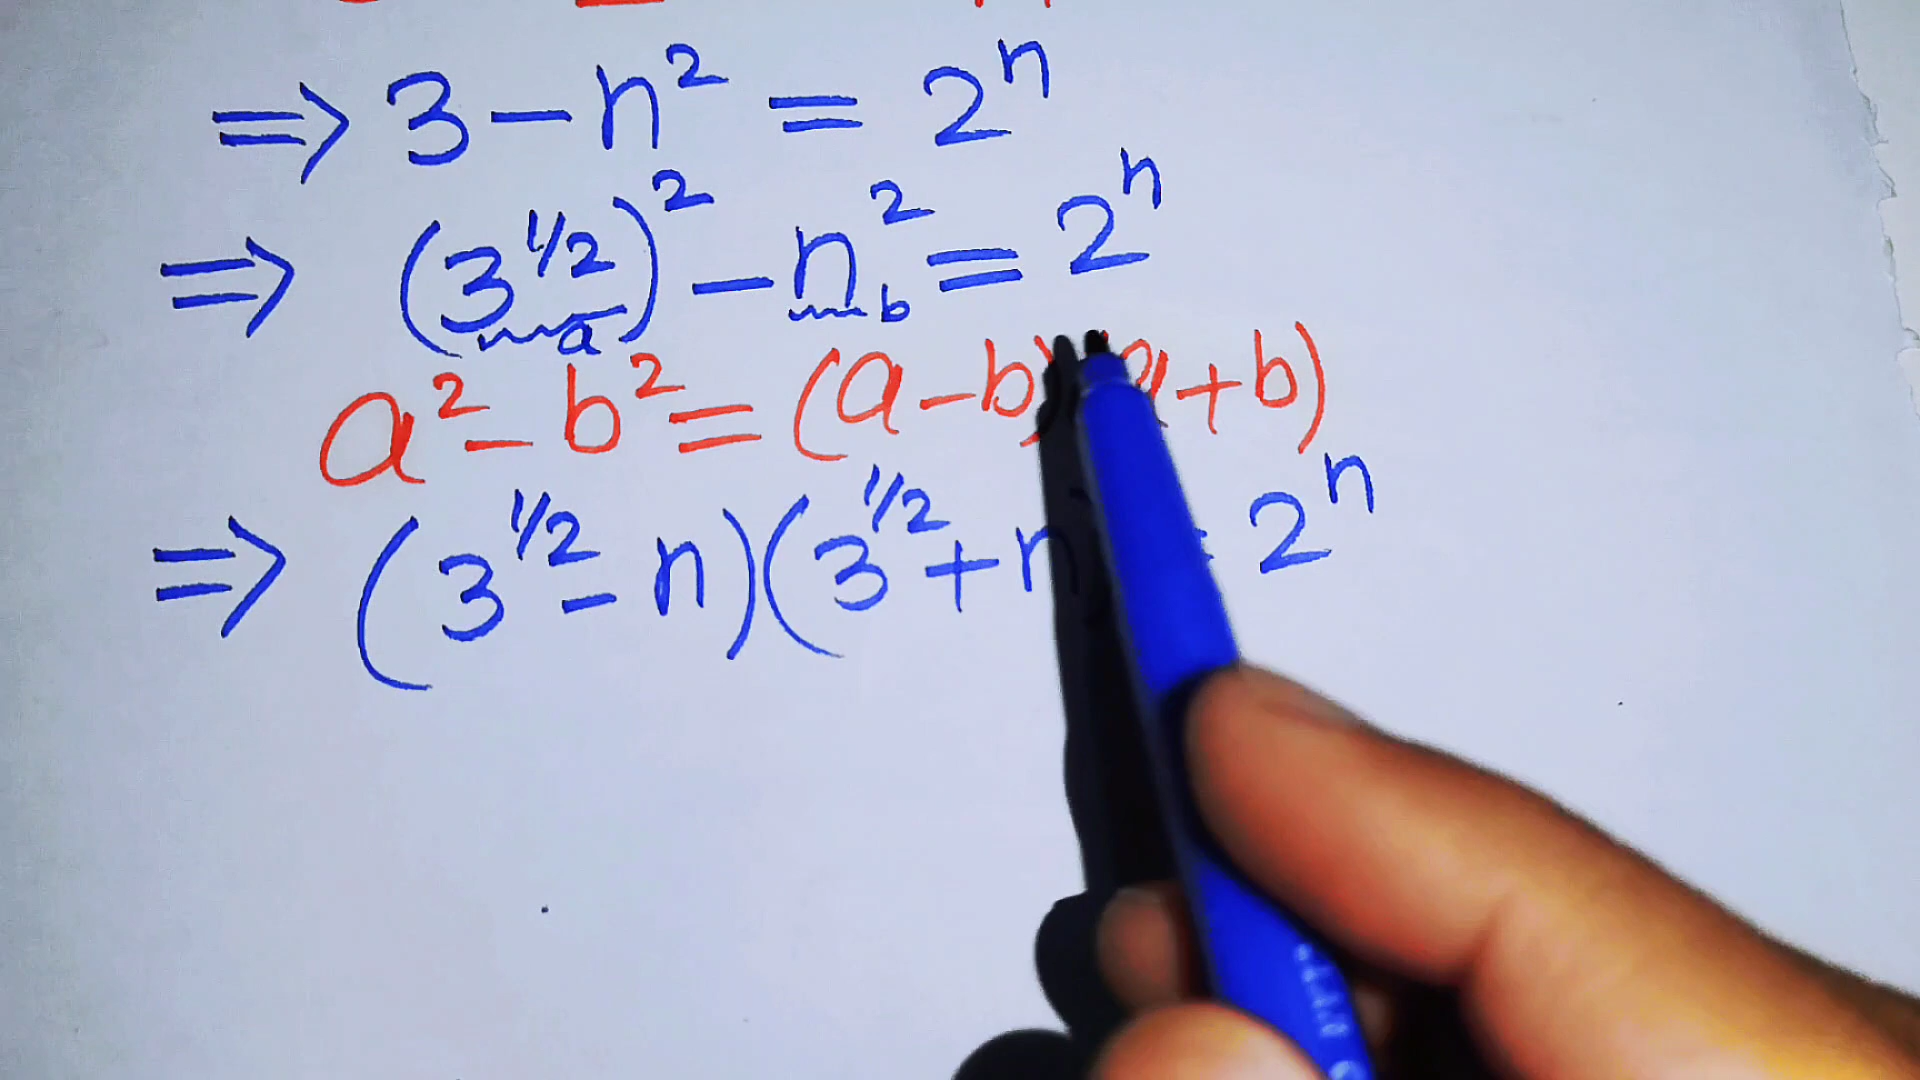 ⇒ 3 − n² = 2ⁿ
⇒ (3^1/2)² − n² = 2ⁿ
a b
a² − b² = (a − b)(a + b)
⇒ (3^1/2 − n)(3^1/2 + n = 2ⁿ